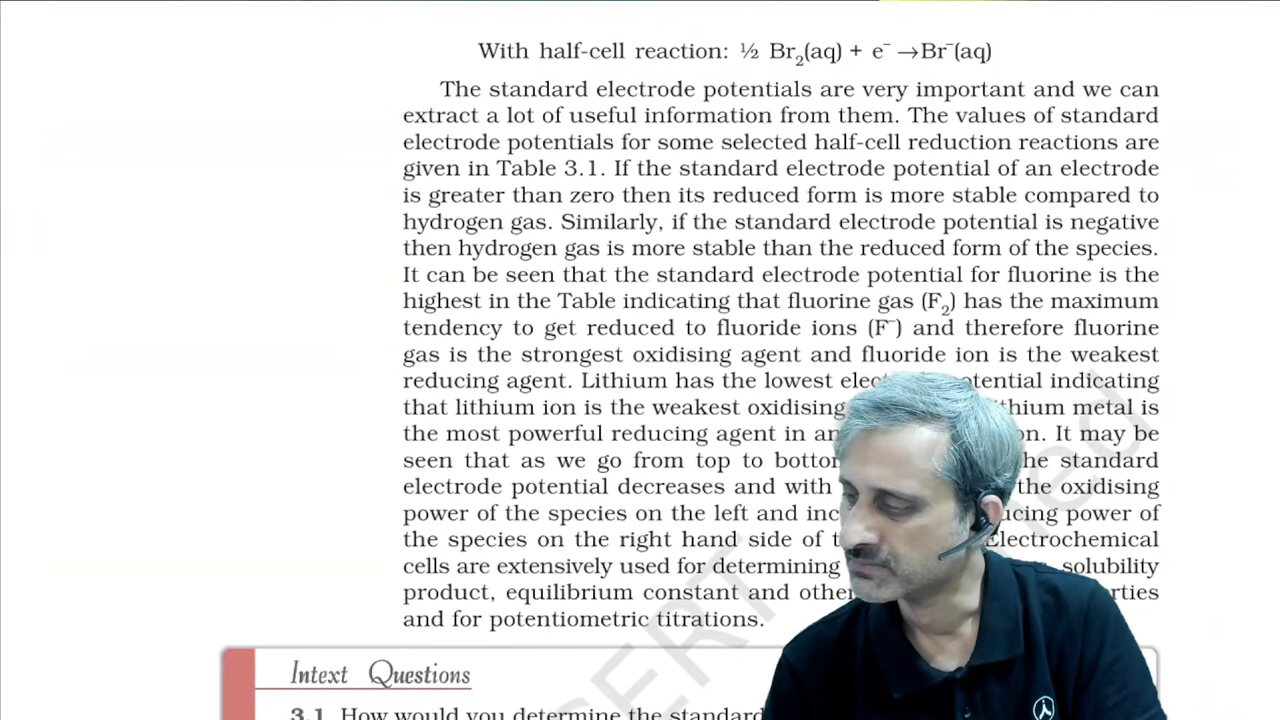 With half-cell reaction: ½ Br₂(aq) + e⁻ →Br⁻(aq)
The standard electrode potentials are very important and we can
extract a lot of useful information from them. The values of standard
electrode potentials for some selected half-cell reduction reactions are
given in Table 3.1. If the standard electrode potential of an electrode
is greater than zero then its reduced form is more stable compared to
hydrogen gas. Similarly, if the standard electrode potential is negative
then hydrogen gas is more stable than the reduced form of the species.
It can be seen that the standard electrode potential for fluorine is the
highest in the Table indicating that fluorine gas (F₂) has the maximum
tendency to get reduced to fluoride ions (F⁻) and therefore fluorine
gas is the strongest oxidising agent and fluoride ion is the weakest
reducing agent. Lithium has the lowest indicating
that lithium ion is the weakest oxidising metal is
the most powerful reducing agent in It may be
seen that as we go from top to standard
electrode potential decreases and with the oxidising
power of the species on the left and power of
the species on the right hand side of Electrochemical
cells are extensively used for determining solubility
product, equilibrium constant and
and for potentiometric titrations.
Intext Questions
3.1 How would you determine the standard